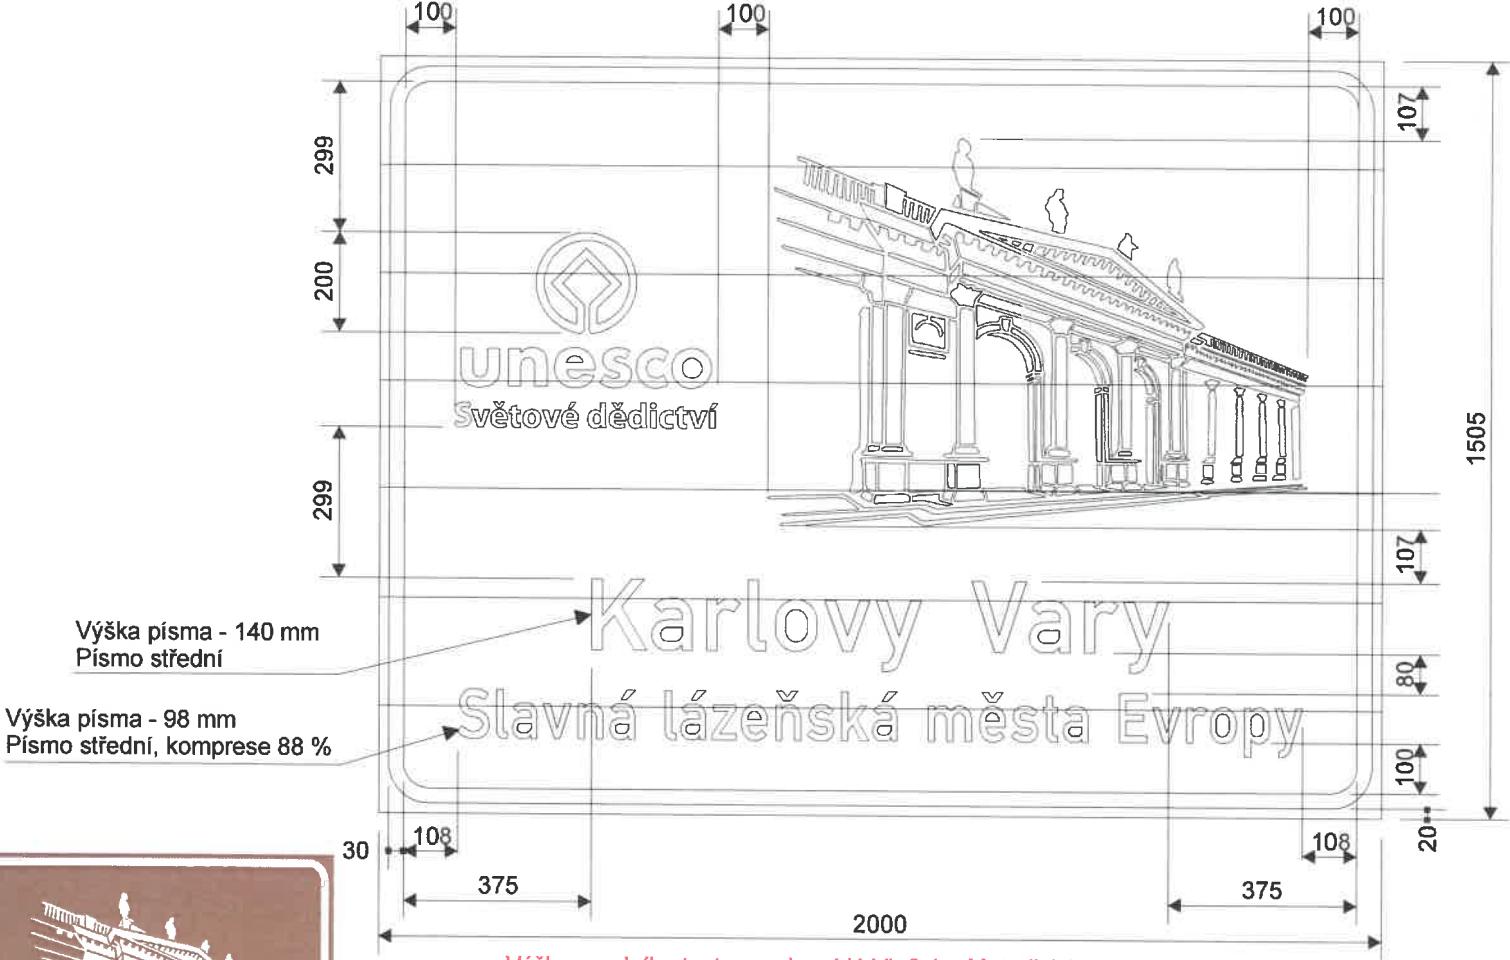 100
100
100
299
107
200
unesco
Světové dědictví
1505
299
107
Karlovy Vary
Výška písma - 140 mm
Písmo střední
80
Slavná lázeňská města Evropy
Výška písma - 98 mm
Písmo střední, komprese 88 %
100
20
30
108
108
375
375
2000